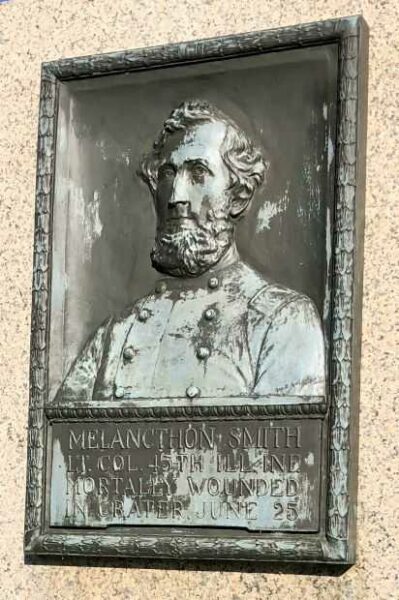 MELANCTHON SMITH
LT. COL. 45TH ILL. INF
MORTALLY WOUNDED
IN CRATER, JUNE 25